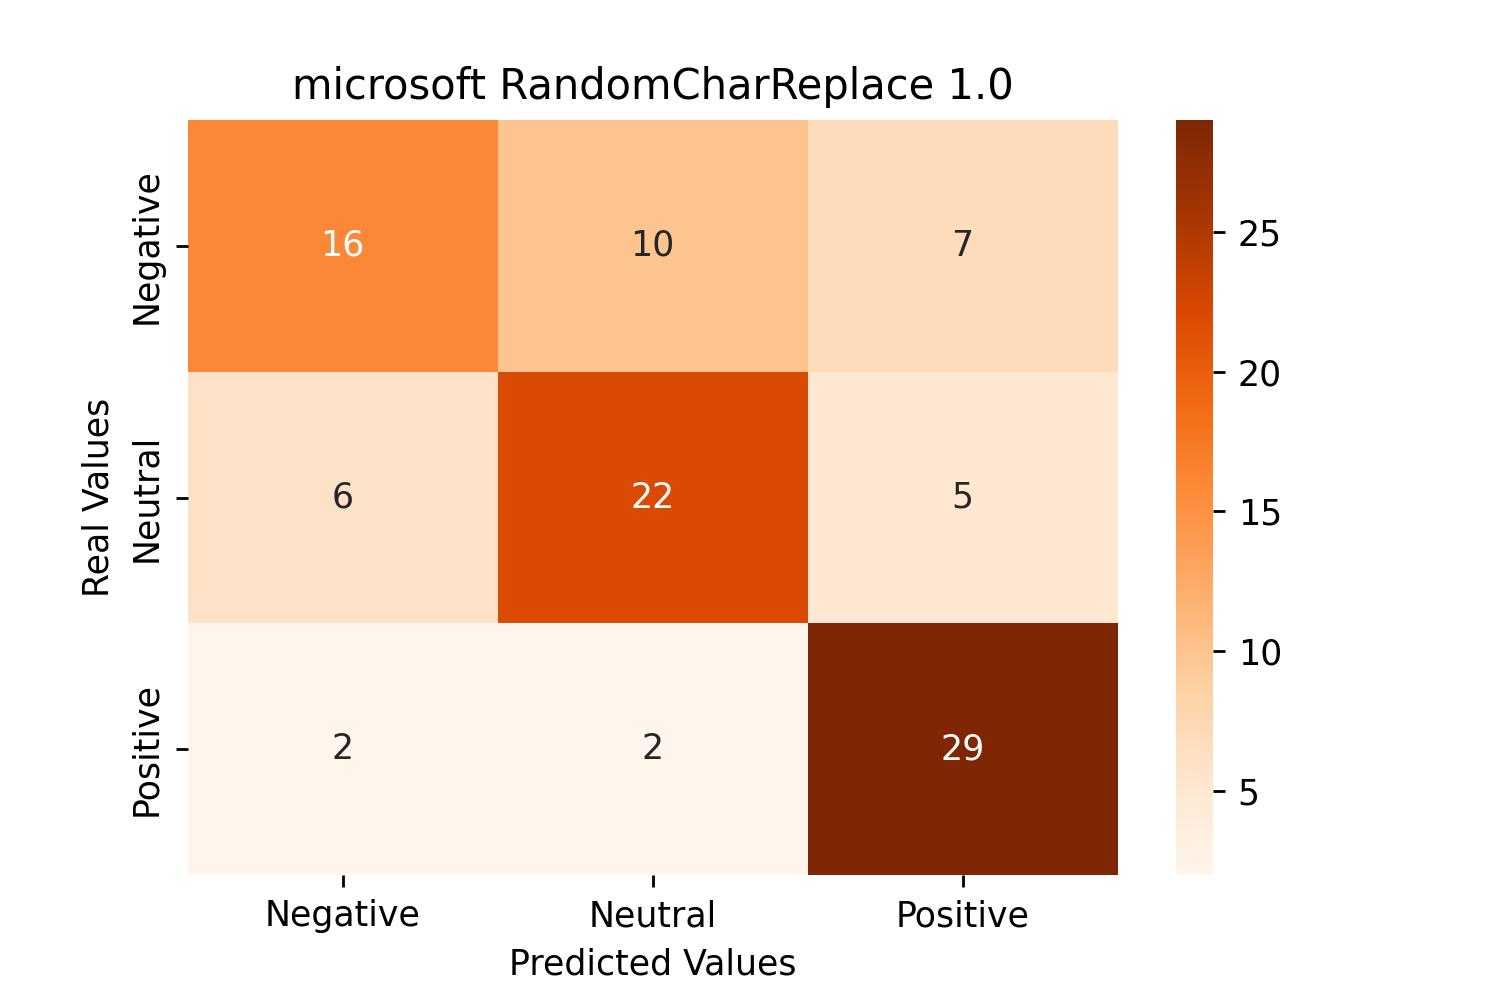 microsoft RandomCharReplace 1.0
Real Values
Negative
16 10 7
Neutral
6 22 5
Positive
2 2 29
Negative Neutral Positive
Predicted Values
25
20
15
10
5